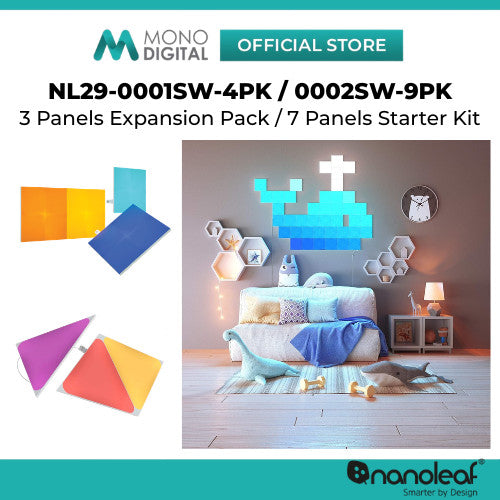 MONO
DIGITAL
OFFICIAL STORE
NL29-0001SW-4PK / 0002SW-9PK
3 Panels Expansion Pack / 7 Panels Starter Kit
nanoleaf
Smarter by Design